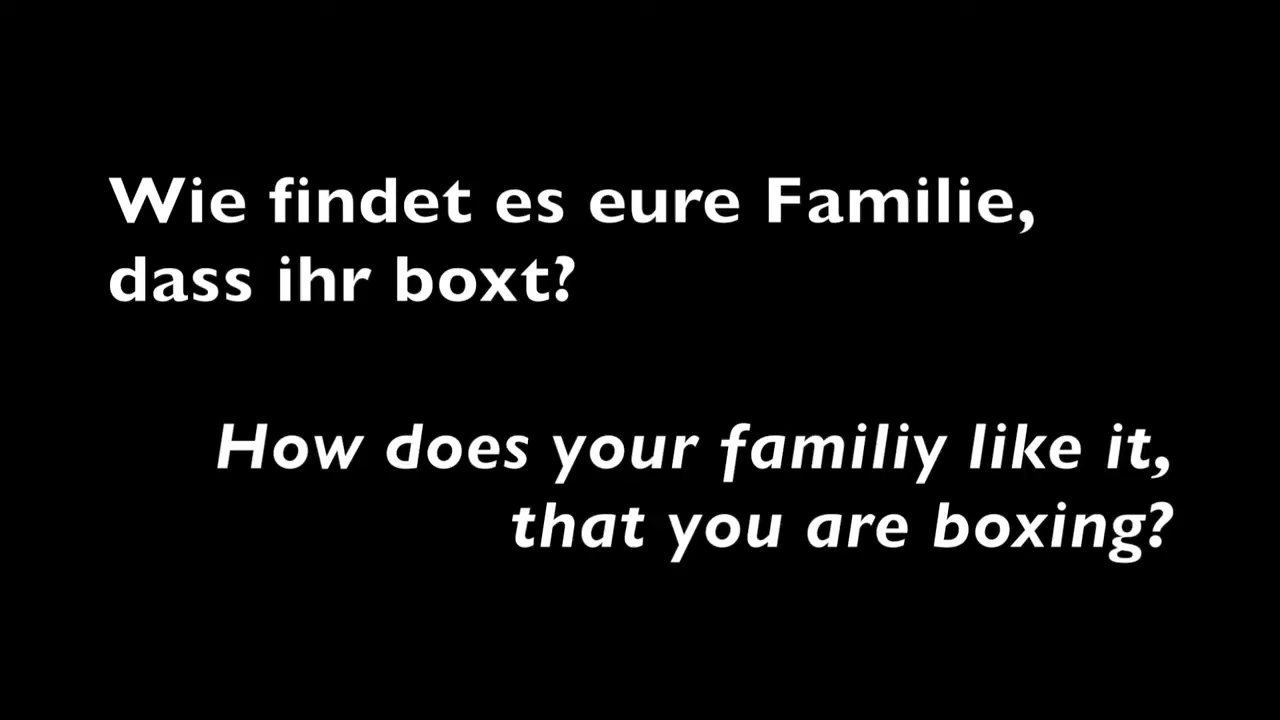 Wie findet es eure Familie,
dass ihr boxt?
How does your familiy like it,
that you are boxing?